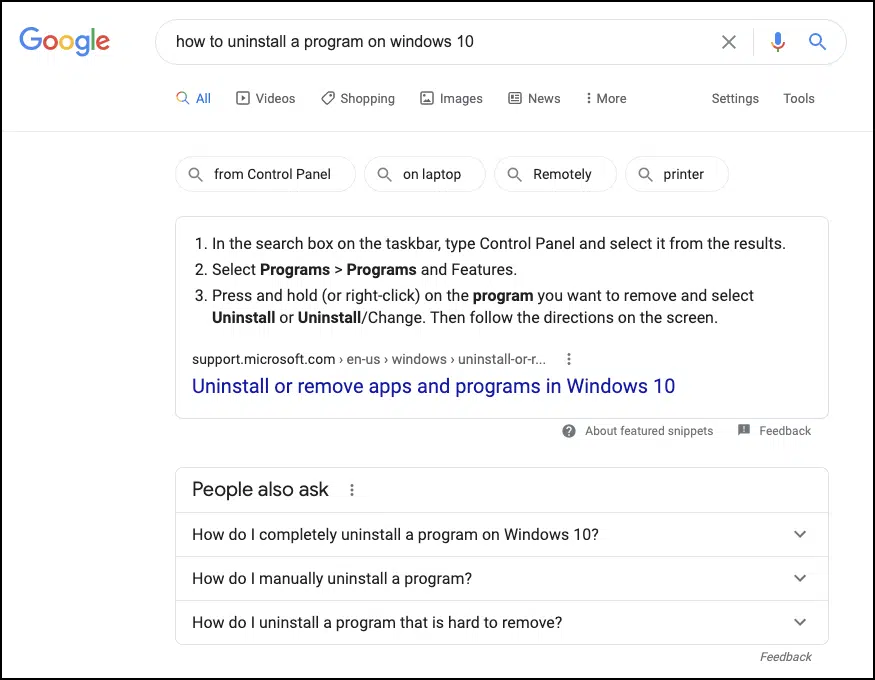 Google
how to uninstall a program on windows 10
All Videos Shopping Images News More Settings Tools
from Control Panel on laptop Remotely printer
1. In the search box on the taskbar, type Control Panel and select it from the results.
2. Select Programs > Programs and Features.
3. Press and hold (or right-click) on the program you want to remove and select
Uninstall or Uninstall/Change. Then follow the directions on the screen.
support.microsoft.com › en-us › windows › uninstall-or-r...
Uninstall or remove apps and programs in Windows 10
About featured snippets Feedback
People also ask
How do I completely uninstall a program on Windows 10?
How do I manually uninstall a program?
How do I uninstall a program that is hard to remove?
Feedback